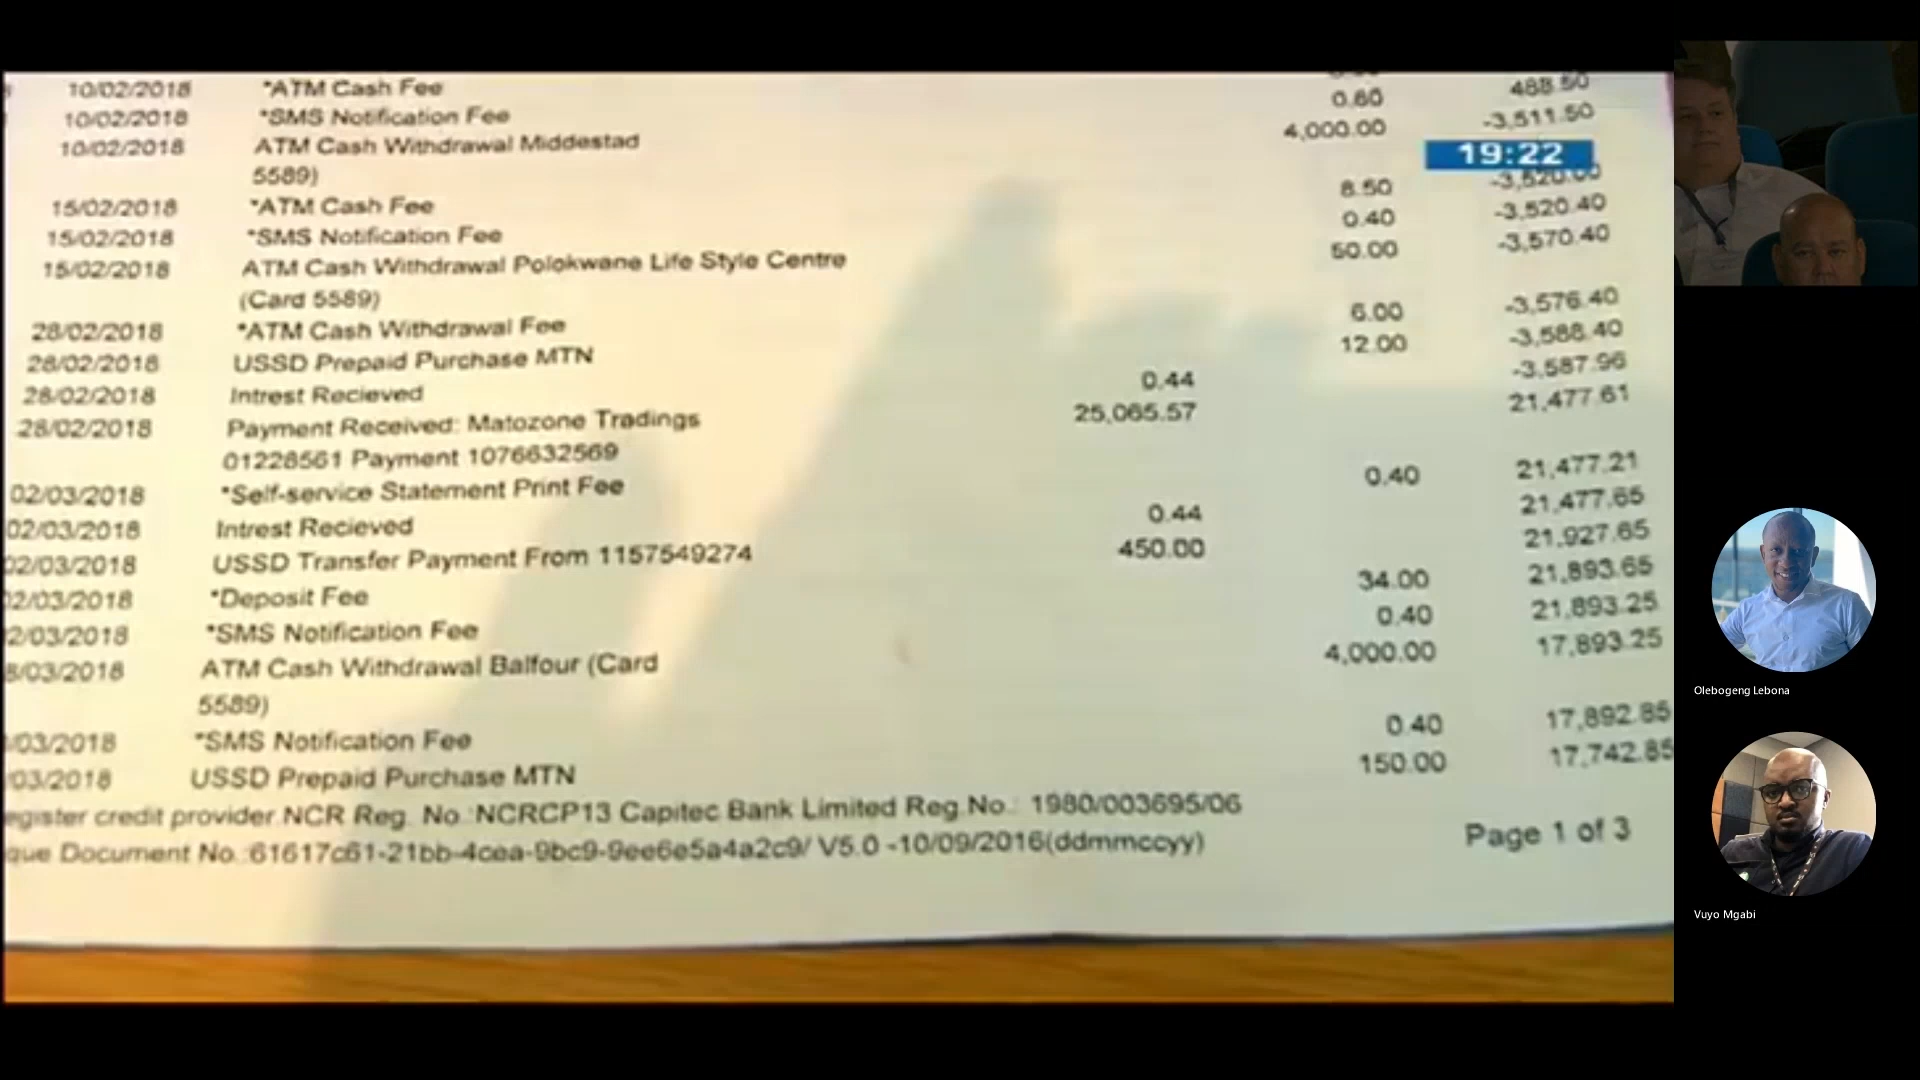 10/02/2018 *ATM Cash Fee 488.50
10/02/2018 *SMS Notification Fee 0.60 -3,511.50
10/02/2018 ATM Cash Withdrawal Middestad 4,000.00
19:22
5589) -3,520.00
15/02/2018 *ATM Cash Fee 8.50 -3,520.40
15/02/2018 *SMS Notification Fee 0.40 -3,570.40
15/02/2018 ATM Cash Withdrawal Polokwane Life Style Centre 50.00
(Card 5589) -3,576.40
28/02/2018 *ATM Cash Withdrawal Fee 6.00 -3,588.40
28/02/2018 USSD Prepaid Purchase MTN 12.00 -3,587.96
28/02/2018 Intrest Recieved 0.44 21,477.61
28/02/2018 Payment Received: Matozone Tradings 25,065.57
01228561 Payment 1076632569 21,477.21
02/03/2018 *Self-service Statement Print Fee 0.40 21,477.65
02/03/2018 Intrest Recieved 0.44 21,927.65
02/03/2018 USSD Transfer Payment From 1157549274 450.00 21,893.65
02/03/2018 *Deposit Fee 34.00 21,893.25
2/03/2018 *SMS Notification Fee 0.40 17,893.25
8/03/2018 ATM Cash Withdrawal Balfour (Card 4,000.00
5589) 17,892.85
/03/2018 *SMS Notification Fee 0.40 17,742.85
/03/2018 USSD Prepaid Purchase MTN 150.00
egister credit provider NCR Reg. No.:NCRCP13 Capitec Bank Limited Reg.No.: 1980/003695/06
que Document No.:61617c61-21bb-4cea-9bc9-9ee6e5a4a2c9/ V5.0 -10/09/2016(ddmmccyy) Page 1 of 3
Olebogeng Lebona
Vuyo Mgabi